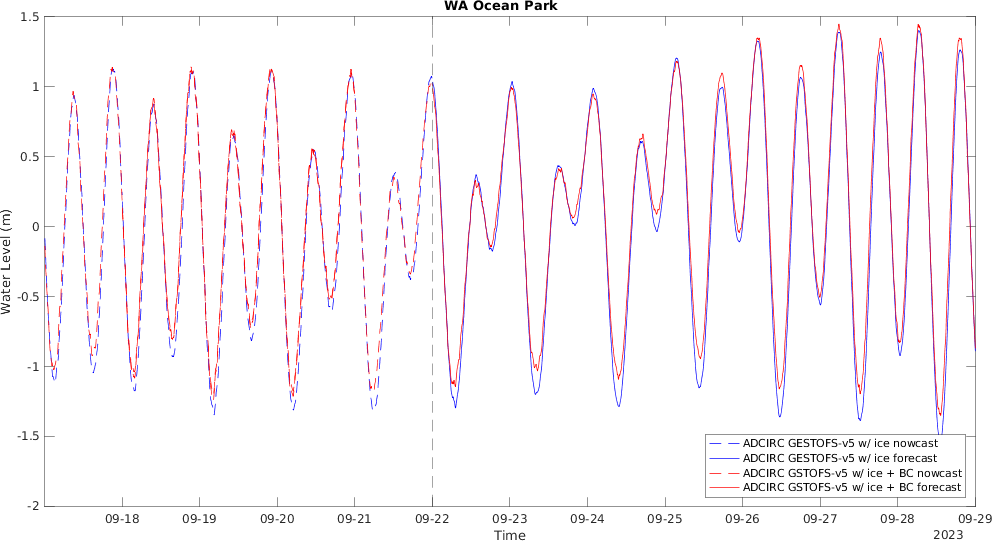 WA Ocean Park
Water Level (m)
1.5
1
0.5
0
-0.5
-1
-1.5
-2
ADCIRC GESTOFS-v5 w/ ice nowcast
ADCIRC GESTOFS-v5 w/ ice forecast
ADCIRC GSTOFS-v5 w/ ice + BC nowcast
ADCIRC GSTOFS-v5 w/ ice + BC forecast
09-18 09-19 09-20 09-21 09-22 09-23 09-24 09-25 09-26 09-27 09-28 09-29
Time
2023